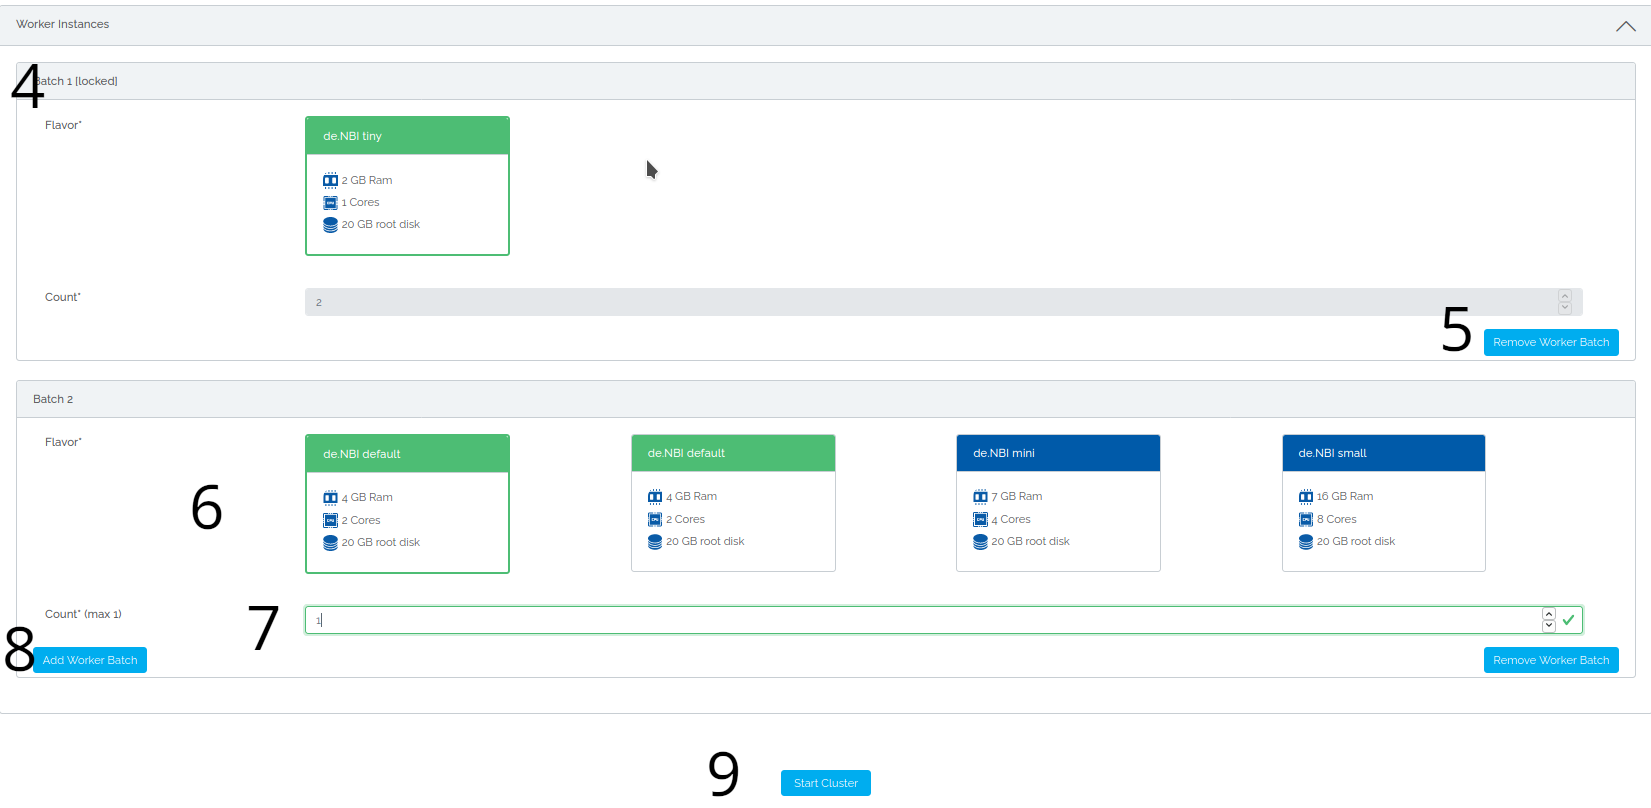 Worker Instances
4
Batch 1 [locked]
Flavor*
de.NBI tiny
2 GB Ram
1 Cores
20 GB root disk
Count*
2
5
Remove Worker Batch
Batch 2
Flavor*
de.NBI default
de.NBI default
de.NBI mini
de.NBI small
6
4 GB Ram
4 GB Ram
7 GB Ram
16 GB Ram
2 Cores
2 Cores
4 Cores
8 Cores
20 GB root disk
20 GB root disk
20 GB root disk
20 GB root disk
Count* (max 1)
7
1
8
Add Worker Batch
Remove Worker Batch
9
Start Cluster